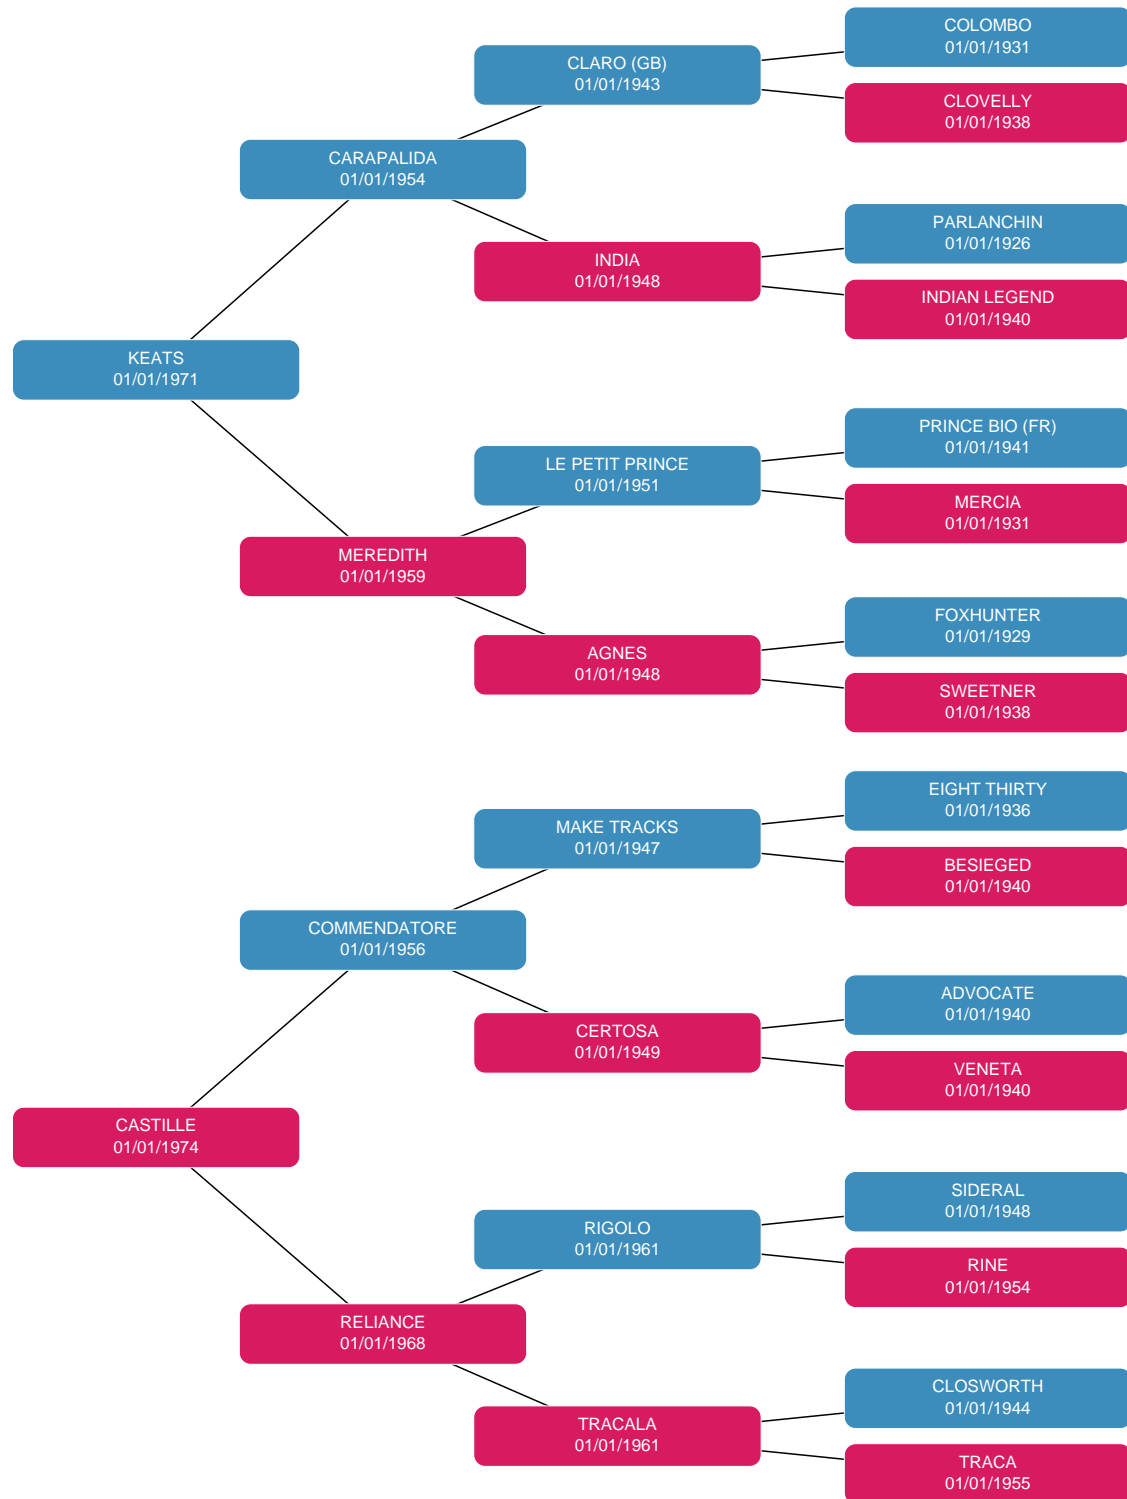 COLOMBO
01/01/1931
CLARO (GB)
01/01/1943
CLOVELLY
01/01/1938
CARAPALIDA
01/01/1954
PARLANCHIN
01/01/1926
INDIA
01/01/1948
INDIAN LEGEND
01/01/1940
KEATS
01/01/1971
PRINCE BIO (FR)
01/01/1941
LE PETIT PRINCE
01/01/1951
MERCIA
01/01/1931
MEREDITH
01/01/1959
FOXHUNTER
01/01/1929
AGNES
01/01/1948
SWEETNER
01/01/1938
EIGHT THIRTY
01/01/1936
MAKE TRACKS
01/01/1947
BESIEGED
01/01/1940
COMMENDATORE
01/01/1956
ADVOCATE
01/01/1940
CERTOSA
01/01/1949
VENETA
01/01/1940
CASTILLE
01/01/1974
SIDERAL
01/01/1948
RIGOLO
01/01/1961
RINE
01/01/1954
RELIANCE
01/01/1968
CLOSWORTH
01/01/1944
TRACALA
01/01/1961
TRACA
01/01/1955